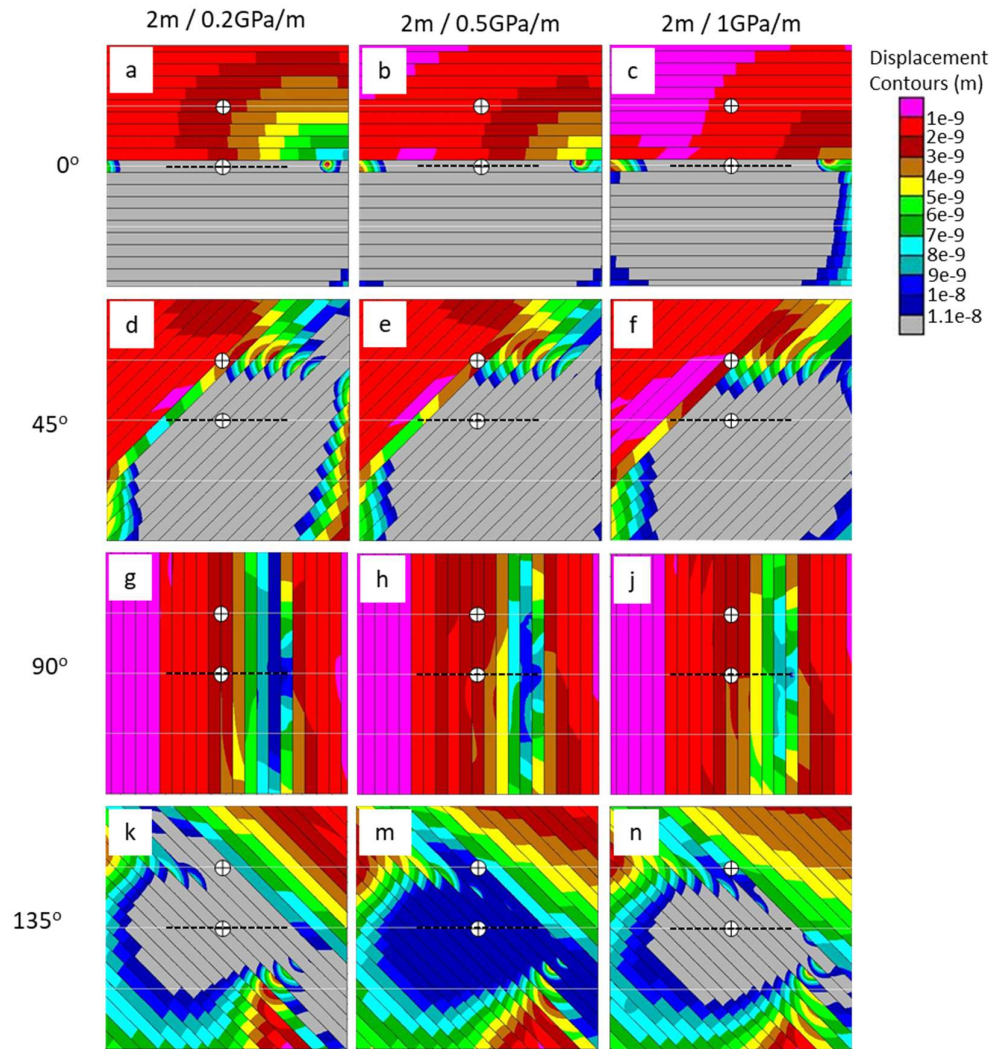 2m / 0.2GPa/m
2m / 0.5GPa/m
2m / 1GPa/m
Displacement
Contours (m)
1e-9
2e-9
3e-9
4e-9
5e-9
6e-9
7e-9
8e-9
9e-9
1e-8
1.1e-8
0°
a
b
c
45°
d
e
f
90°
g
h
j
135°
k
m
n